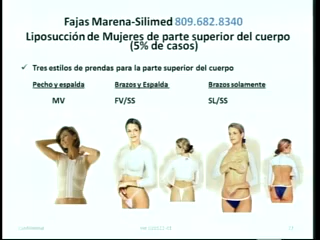 Fajas Marena-Silimed 809.682.8340
Liposucción de Mujeres de parte superior del cuerpo
(5% de casos)
✓ Tres estilos de prendas para la parte superior del cuerpo
Pecho y espalda Brazos y Espalda Brazos solamente
MV FV/SS SL/SS